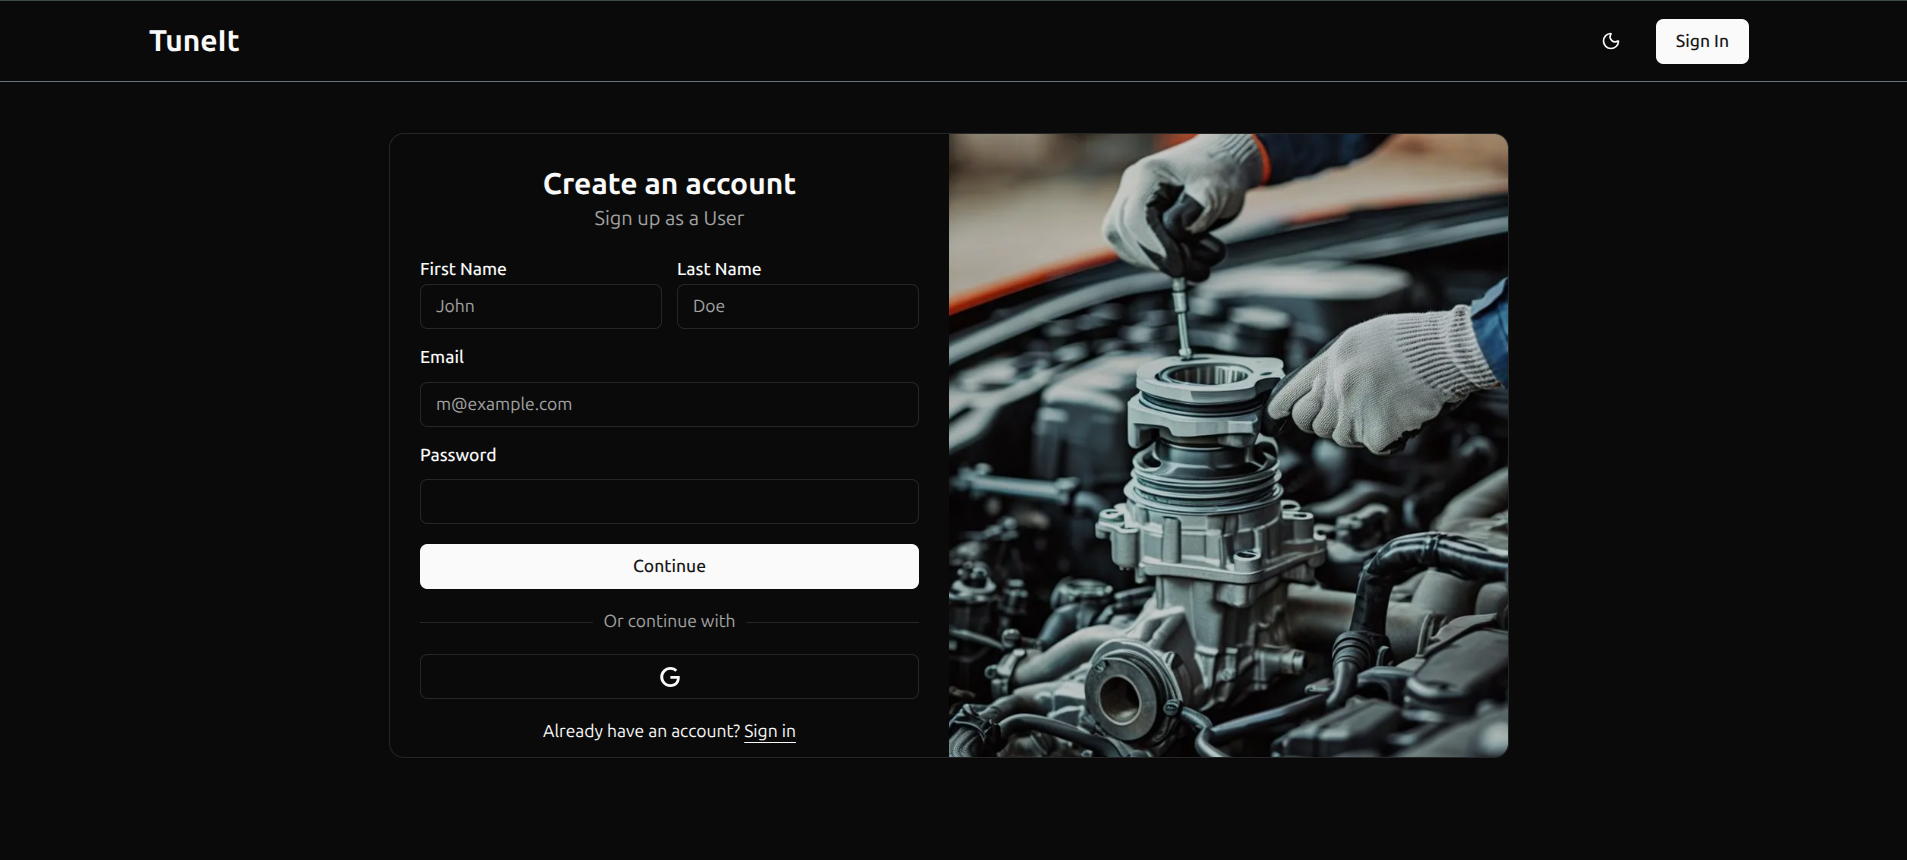 TuneIt
Sign In
Create an account
Sign up as a User
First Name
Last Name
John
Doe
Email
m@example.com
Password
Continue
Or continue with
G
Already have an account? Sign in